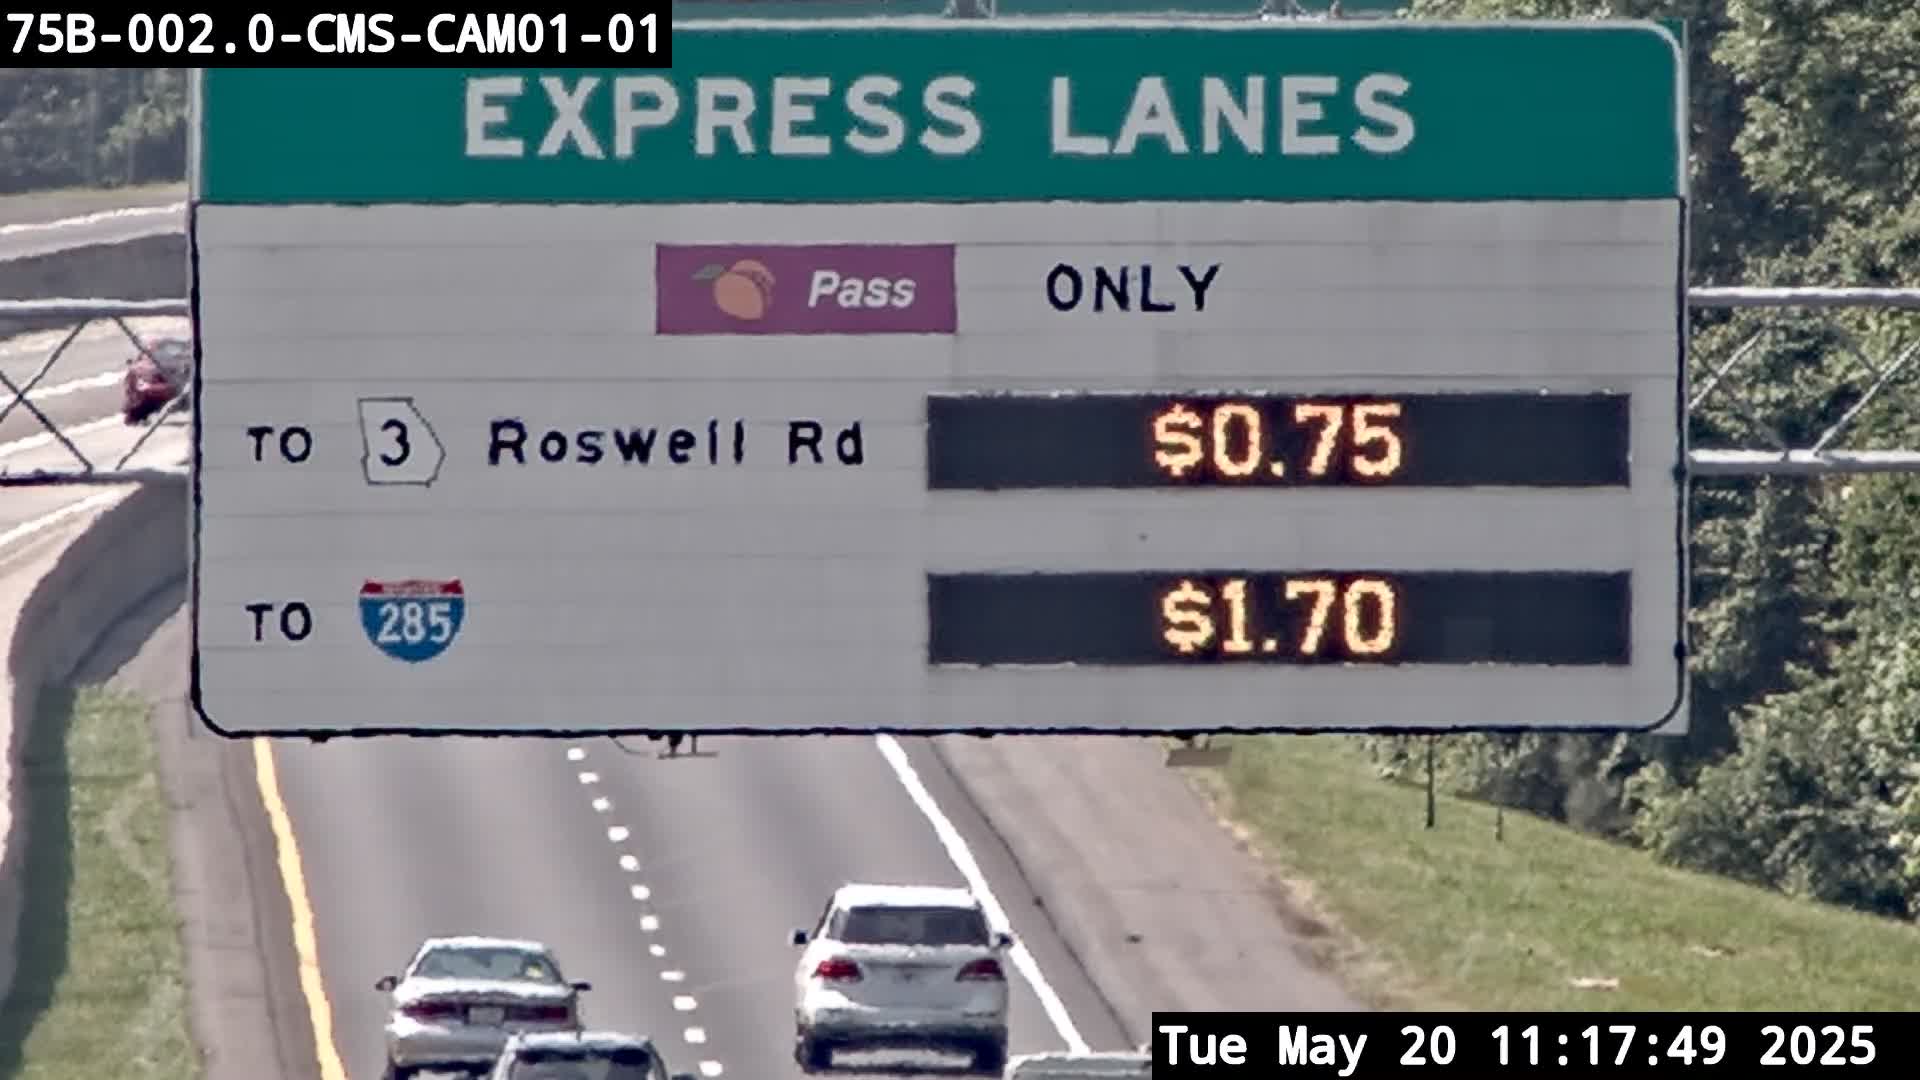 75B-002.0-CMS-CAM01-01
EXPRESS LANES
Pass ONLY
TO 3 Roswell Rd $0.75
TO 285 $1.70
Tue May 20 11:17:49 2025